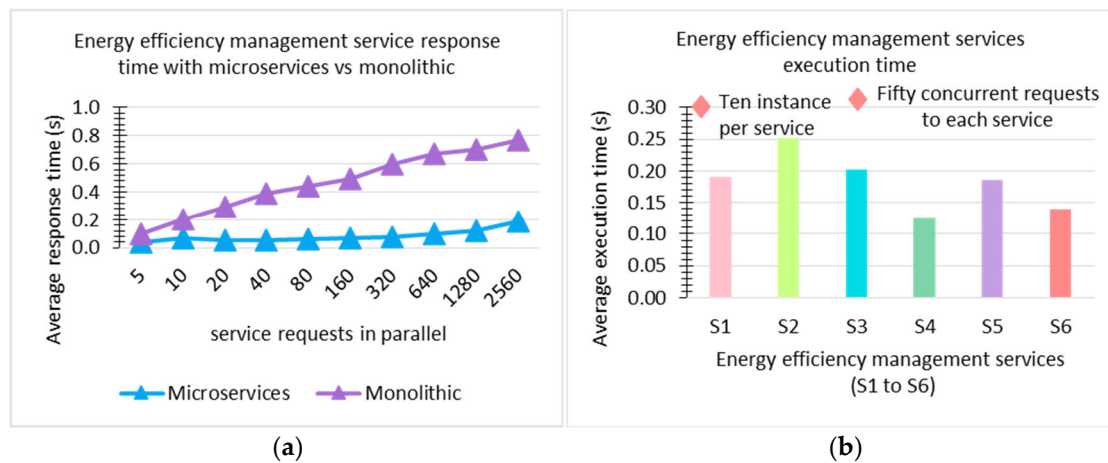 Energy efficiency management service response
time with microservices vs monolithic
Average response time (s)
1.0
0.8
0.6
0.4
0.2
0.0
5
10
20
40
80
160
320
640
1280
2560
service requests in parallel
Microservices
Monolithic
(a)
Energy efficiency management services
execution time
Ten instance
per service
Fifty concurrent requests
to each service
Average execution time (s)
0.30
0.25
0.20
0.15
0.10
0.05
0.00
S1
S2
S3
S4
S5
S6
Energy efficiency management services
(S1 to S6)
(b)